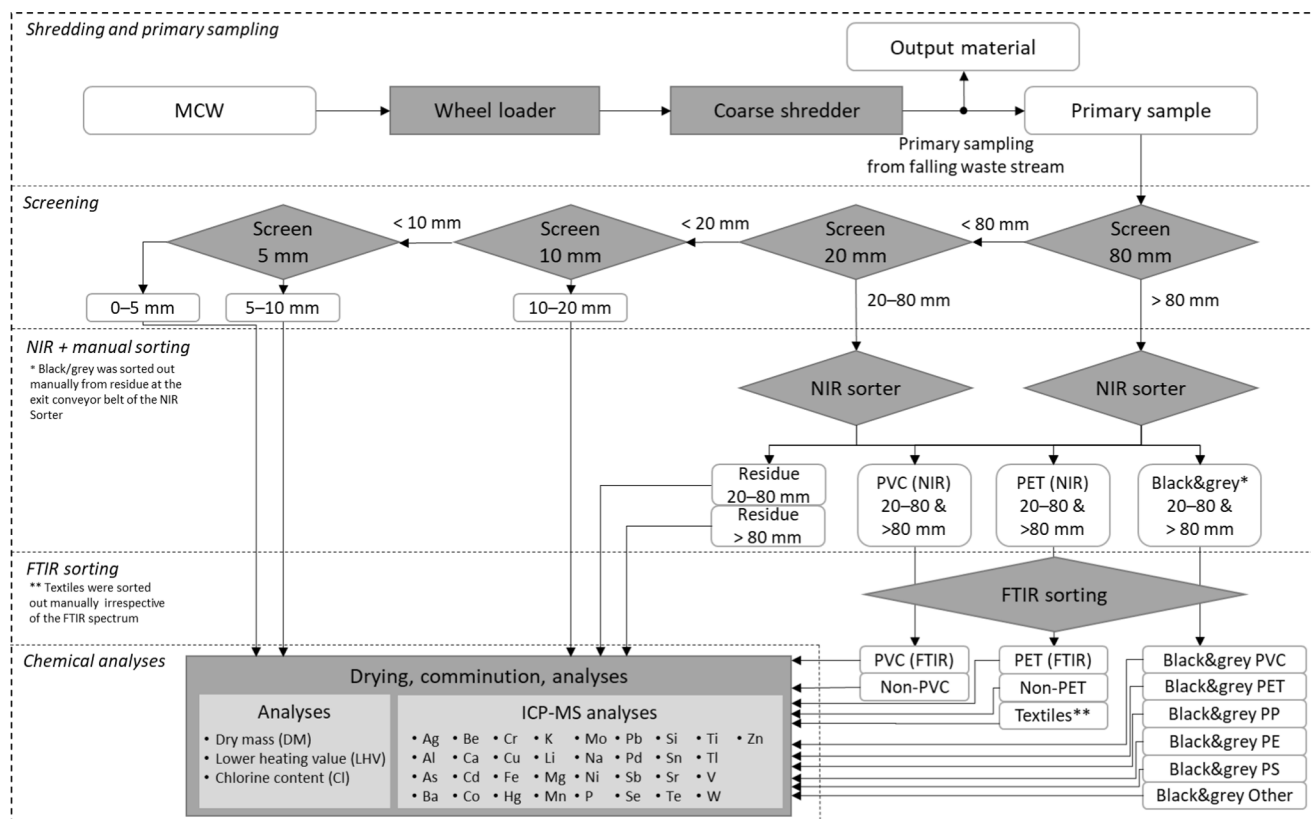 Shredding and primary sampling
Output material
MCW
Wheel loader
Coarse shredder
Primary sample
Primary sampling
from falling waste stream
Screening
< 10 mm
< 20 mm
< 80 mm
Screen
5 mm
Screen
10 mm
Screen
20 mm
Screen
80 mm
0–5 mm
5–10 mm
10–20 mm
20–80 mm
> 80 mm
NIR + manual sorting
* Black/grey was sorted out
manually from residue at the
exit conveyor belt of the NIR
Sorter
NIR sorter
NIR sorter
Residue
20–80 mm
Residue
> 80 mm
PVC (NIR)
20–80 &
>80 mm
PET (NIR)
20–80 &
>80 mm
Black&grey*
20–80 &
> 80 mm
FTIR sorting
** Textiles were sorted
out manually irrespective
of the FTIR spectrum
FTIR sorting
Chemical analyses
Drying, comminution, analyses
Analyses
• Dry mass (DM)
• Lower heating value (LHV)
• Chlorine content (Cl)
ICP-MS analyses
• Ag • Be • Cr • K • Mo • Pb • Si • Ti • Zn
• Al • Ca • Cu • Li • Na • Pd • Sn • Tl
• As • Cd • Fe • Mg • Ni • Sb • Sr • V
• Ba • Co • Hg • Mn • P • Se • Te • W
PVC (FTIR)
Non-PVC
PET (FTIR)
Non-PET
Textiles**
Black&grey PVC
Black&grey PET
Black&grey PP
Black&grey PE
Black&grey PS
Black&grey Other